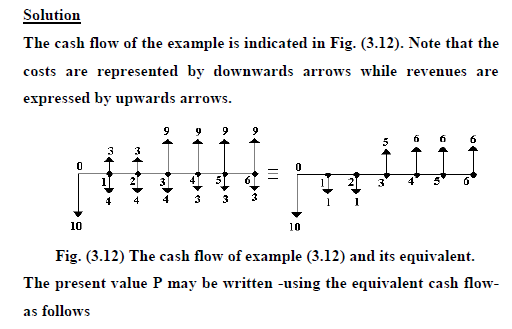 Solution
The cash flow of the example is indicated in Fig. (3.12). Note that the
costs are represented by downwards arrows while revenues are
expressed by upwards arrows.
9 9 9 9
3 3 5 6 6 6
0 0
1 2 3 4 5 6 1 2 3 4 5 6
4 4 4 3 3 3 1 1
10 10
Fig. (3.12) The cash flow of example (3.12) and its equivalent.
The present value P may be written -using the equivalent cash flow-
as follows